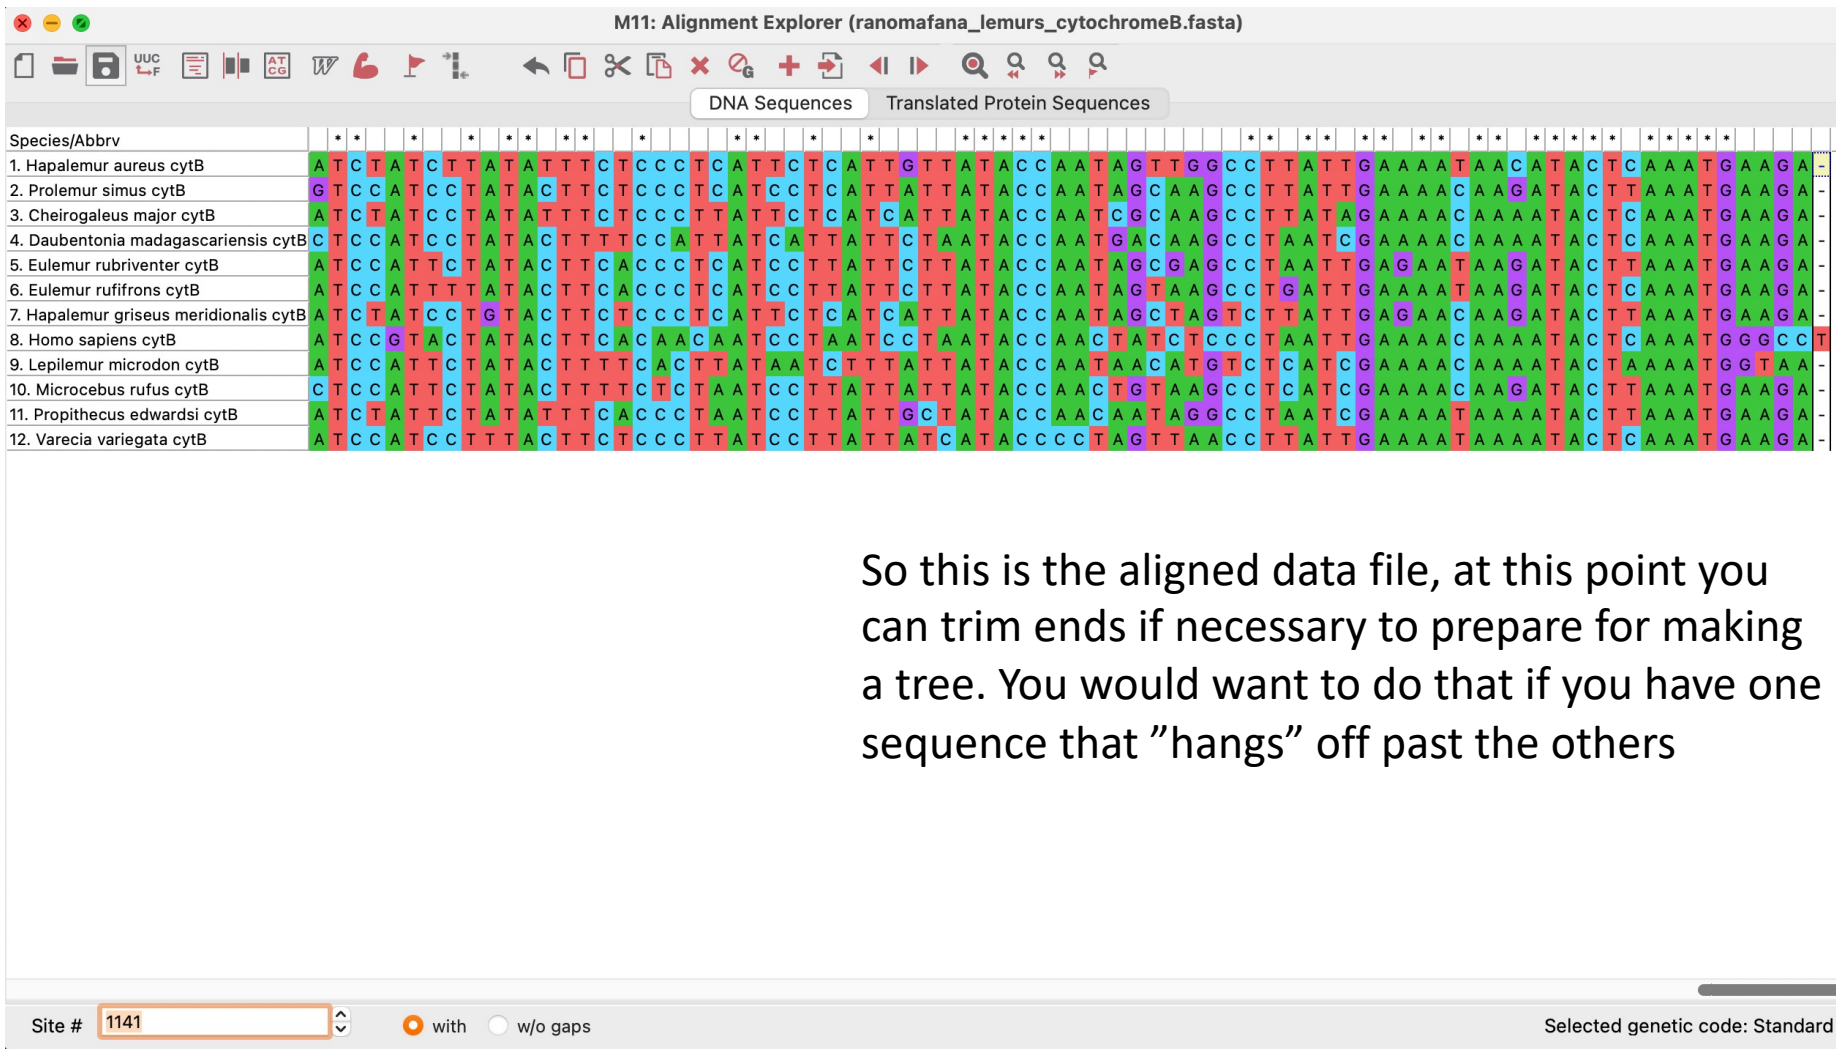 M11: Alignment Explorer (ranomafana_lemurs_cytochromeB.fasta)
UUC
F
AT
CG
W
G
DNA Sequences Translated Protein Sequences
Species/Abbrv * * * * * * * * * * * * * * * * * * * * * * * * * * * * * * * * * * * * * *
1. Hapalemur aureus cytB A T C T A T C T T A T A T T T C T C C C T C A T T C T C A T T G T T A T A C C A A T A G T T G G C C T T A T T G A A A A T A A C A T A C T C A A A T G A A G A -
2. Prolemur simus cytB G T C C A T C C T A T A C T T C T C C C T C A T C C T C A T T A T T A T A C C A A T A G C A A G C C T T A T T G A A A A C A A G A T A C T T A A A T G A A G A -
3. Cheirogaleus major cytB A T C T A T C C T A T A T T T C T C C C T T A T T C T C A T C A T T A T A C C A A T C G C A A G C C T T A T A G A A A A C A A A A T A C T C A A A T G A A G A -
4. Daubentonia madagascariensis cytB C T C C A T C C T A T A C T T T T C C A T T A T C A T T A T T C T A A T A C C A A T G A C A A G C C T A A T C G A A A A C A A A A T A C T C A A A T G A A G A -
5. Eulemur rubriventer cytB A T C C A T T C T A T A C T T C A C C C T C A T C C T T A T T C T T A T A C C A A T A G C G A G C C T A A T T G A G A A T A A G A T A C T T A A A T G A A G A -
6. Eulemur rufifrons cytB A T C C A T T T T A T A C T T C A C C C T C A T C C T T A T T C T T A T A C C A A T A G T A A G C C T G A T T G A A A A T A A G A T A C T C A A A T G A A G A -
7. Hapalemur griseus meridionalis cytB A T C T A T C C T G T A C T T C T C C C T C A T T C T C A T C A T T A T A C C A A T A G C T A G T C T T A T T G A G A A C A A G A T A C T T A A A T G A A G A -
8. Homo sapiens cytB A T C C G T A C T A T A C T T C A C A A C A A T C C T A A T C C T A A T A C C A A C T A T C T C C C T A A T T G A A A A C A A A A T A C T C A A A T G G G C C T
9. Lepilemur microdon cytB A T C C A T T C T A T A C T T T T C A C T T A T A A T C T T T A T T A T A C C A A T A A C A T G T C T C A T C G A A A A C A A A A T A C T A A A A T G G T A A -
10. Microcebus rufus cytB C T C C A T T C T A T A C T T T T C T C T A A T C C T T A T T A T T A T A C C A A C T G T A A G C C T C A T C G A A A A C A A G A T A C T T A A A T G A A G A -
11. Propithecus edwardsi cytB A T C T A T T C T A T A T T T C A C C C T A A T C C T T A T T G C T A T A C C A A C A A T A G G C C T A A T C G A A A A T A A A A T A C T T A A A T G A A G A -
12. Varecia variegata cytB A T C C A T C C T T T A C T T C T C C C T T A T C C T T A T T A T C A T A C C C C T A G T T A A C C T T A T T G A A A A T A A A A T A C T C A A A T G A A G A -
So this is the aligned data file, at this point you
can trim ends if necessary to prepare for making
a tree. You would want to do that if you have one
sequence that ”hangs” off past the others
Site # 1141 with w/o gaps Selected genetic code: Standard